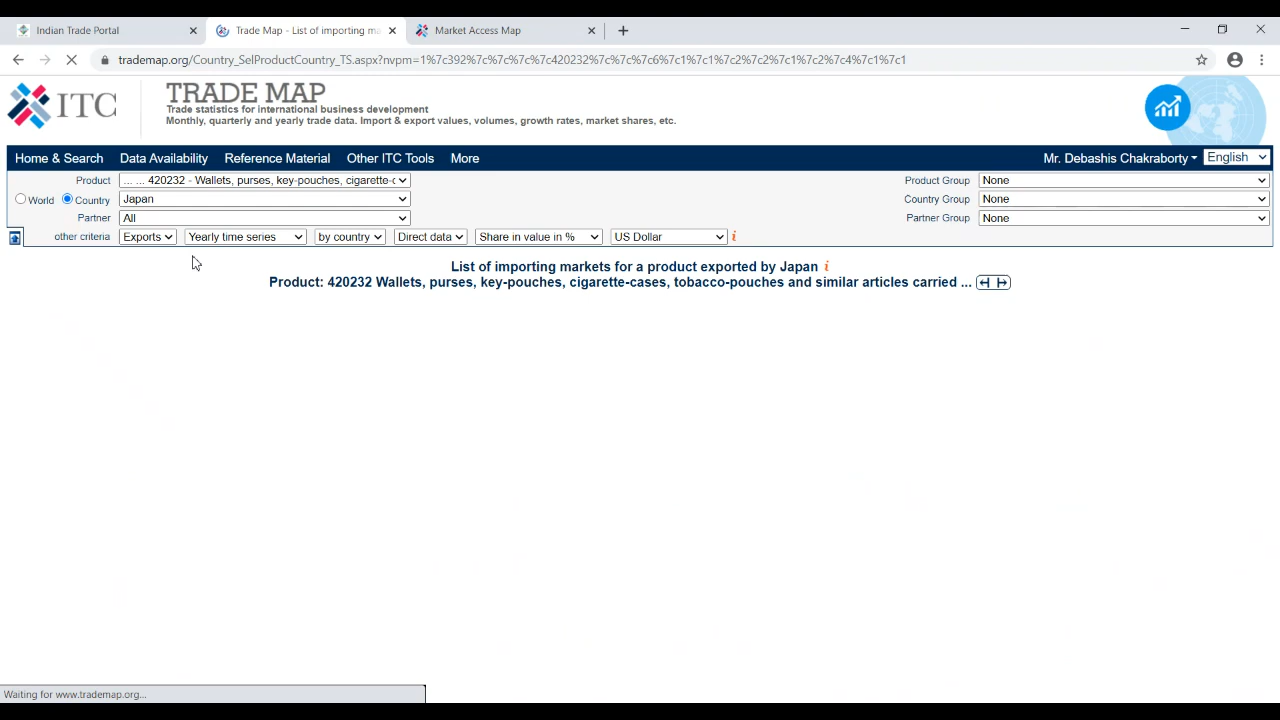 Indian Trade Portal
Trade Map - List of importing ma
Market Access Map
trademap.org/Country_SelProductCountry_TS.aspx?nvpm=1%7c392%7c%7c%7c%7c420232%7c%7c%7c6%7c1%7c1%7c2%7c2%7c1%7c2%7c4%7c1%7c1
ITC
TRADE MAP
Trade statistics for international business development
Monthly, quarterly and yearly trade data. Import & export values, volumes, growth rates, market shares, etc.
Home & Search Data Availability Reference Material Other ITC Tools More Mr. Debashis Chakraborty English
Product ... ... 420232 - Wallets, purses, key-pouches, cigarette-c Product Group None
World Country Japan Country Group None
Partner All Partner Group None
other criteria Exports Yearly time series by country Direct data Share in value in % US Dollar i
List of importing markets for a product exported by Japan i
Product: 420232 Wallets, purses, key-pouches, cigarette-cases, tobacco-pouches and similar articles carried ...
Waiting for www.trademap.org...